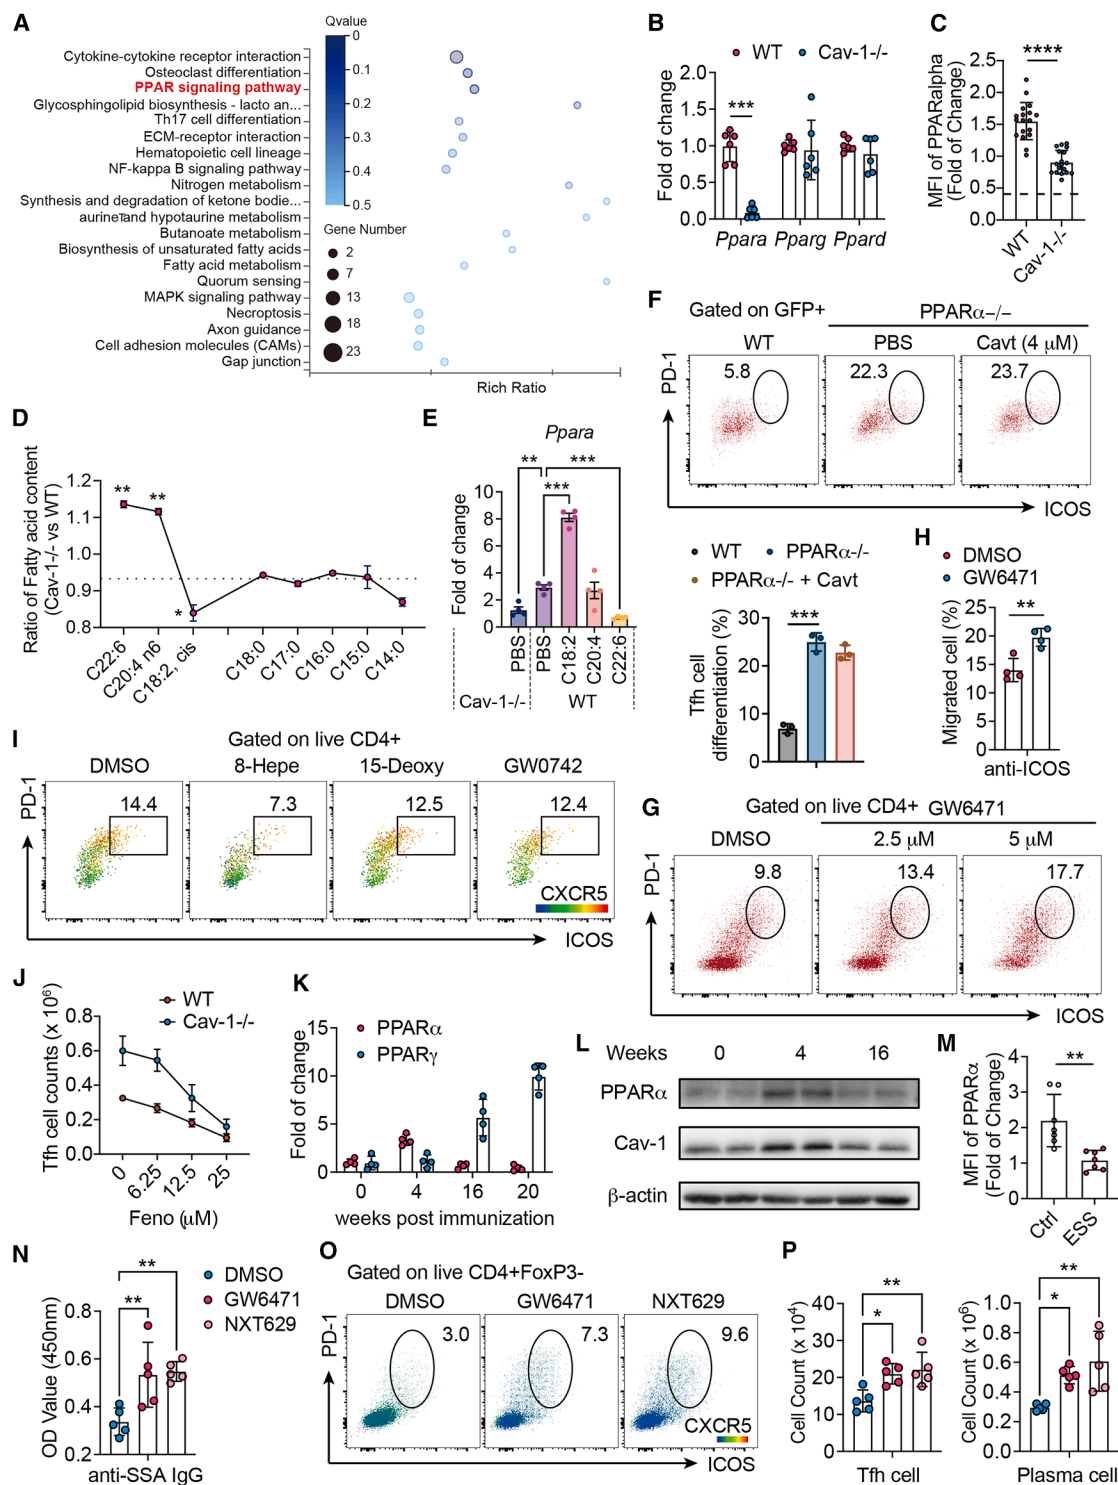 A
Qvalue
0
0.1
0.2
0.3
0.4
0.5
Cytokine-cytokine receptor interaction
Osteoclast differentiation
PPAR signaling pathway
Glycosphingolipid biosynthesis - lacto an...
Th17 cell differentiation
ECM-receptor interaction
Hematopoietic cell lineage
NF-kappa B signaling pathway
Nitrogen metabolism
Synthesis and degradation of ketone bodie...
aurineTand hypotaurine metabolism
Butanoate metabolism
Biosynthesis of unsaturated fatty acids
Fatty acid metabolism
Quorum sensing
MAPK signaling pathway
Necroptosis
Axon guidance
Cell adhesion molecules (CAMs)
Gap junction
Gene Number
2
7
13
18
23
Rich Ratio
B
WT Cav-1-/-
Fold of change
2.0
1.5
1.0
0.5
0.0
***
Ppara Pparg Ppard
C
MFI of PPARalpha
(Fold of Change)
2.5
2.0
1.5
1.0
0.5
0.0
****
WT
Cav-1-/-
D
Ratio of Fatty acid content
(Cav-1-/- vs WT)
1.2
1.1
1.0
0.9
0.8
** ** *
C22:6
C20:4 n6
C18:2, cis
C18:0
C17:0
C16:0
C15:0
C14:0
E
Ppara
** ***
***
Fold of change
10
8
6
4
2
0
PBS
PBS
C18:2
C20:4
C22:6
Cav-1-/- WT
F
Gated on GFP+ PPARα−/−
WT PBS Cavt (4 μM)
5.8 22.3 23.7
PD-1
ICOS
WT PPARα-/-
PPARα-/- + Cavt
Tfh cell
differentiation (%)
30
20
10
0
***
H
DMSO
GW6471
Migrated cell (%)
25
20
15
10
5
0
**
anti-ICOS
I
Gated on live CD4+
DMSO 8-Hepe 15-Deoxy GW0742
14.4 7.3 12.5 12.4
PD-1
CXCR5
ICOS
G
Gated on live CD4+ GW6471
DMSO 2.5 μM 5 μM
9.8 13.4 17.7
PD-1
ICOS
J
WT
Cav-1-/-
Tfh cell counts (x 10⁶)
0.8
0.6
0.4
0.2
0.0
0
6.25
12.5
25
Feno (μM)
K
PPARα
PPARγ
Fold of change
15
10
5
0
0 4 16 20
weeks post immunization
L
Weeks 0 4 16
PPARα
Cav-1
β-actin
M
MFI of PPARα
(Fold of Change)
4
3
2
1
0
**
Ctrl
ESS
N
DMSO
GW6471
NXT629
**
**
OD Value (450nm)
0.8
0.6
0.4
0.2
anti-SSA IgG
O
Gated on live CD4+FoxP3-
DMSO GW6471 NXT629
3.0 7.3 9.6
PD-1
CXCR5
ICOS
P
Cell Count (x 10⁴)
40
30
20
10
0
**
*
Tfh cell
Cell Count (x 10⁶)
1.0
0.8
0.6
0.4
0.2
0.0
**
*
Plasma cell